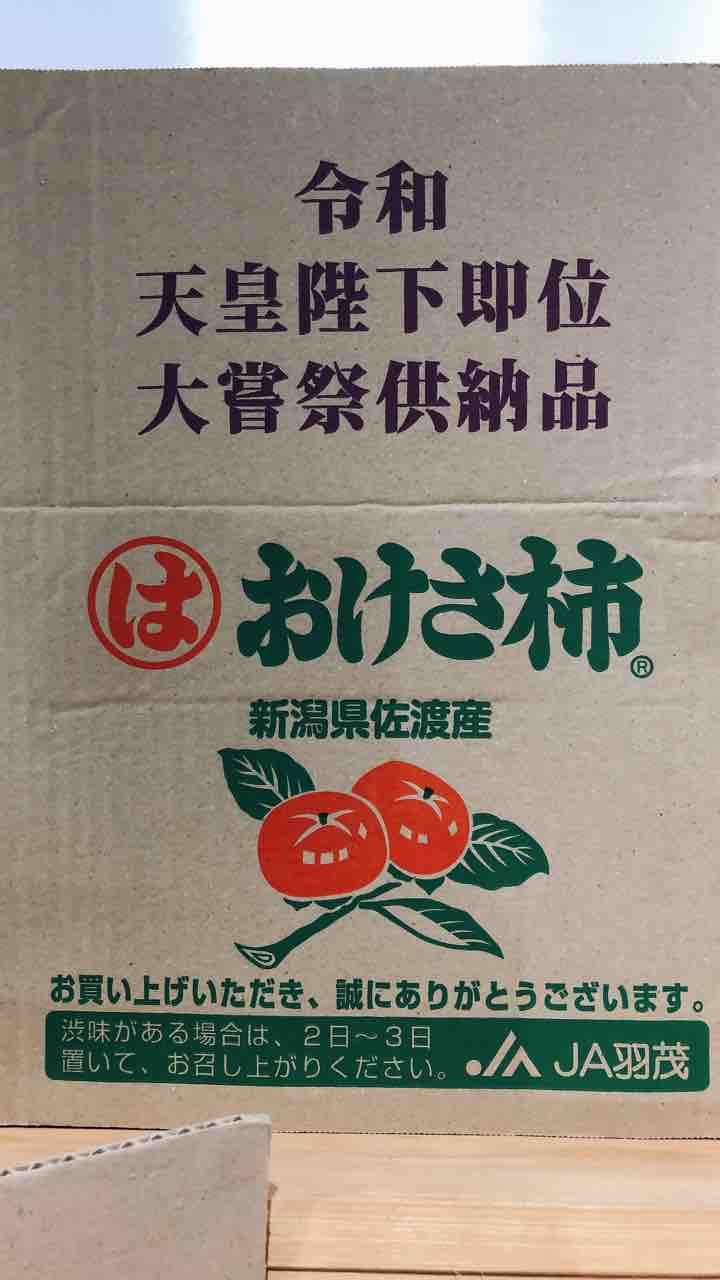 令和
天皇陛下即位
大嘗祭供納品
は おけさ柿®
新潟県佐渡産
お買い上げいただき、誠にありがとうございます。
渋味がある場合は、2日〜3日
置いて、お召し上がりください。
JA JA羽茂